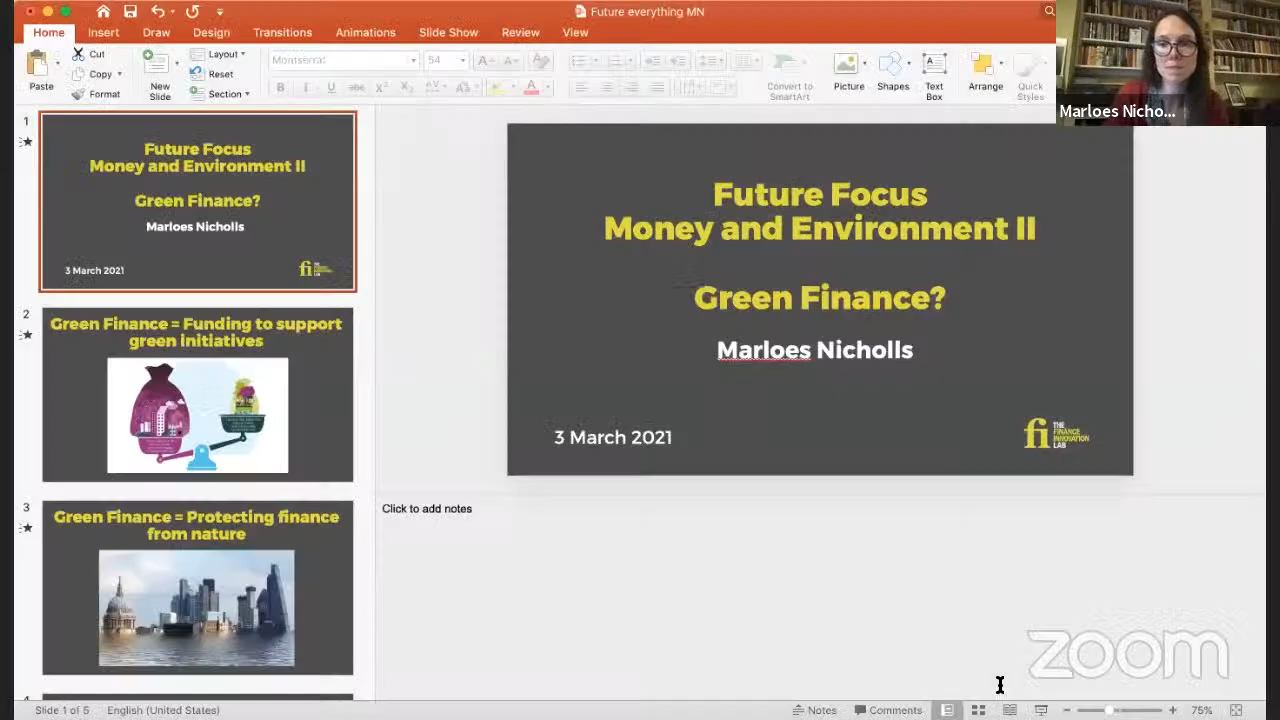 Future everything MN
Home Insert Draw Design Transitions Animations Slide Show Review View
Paste
Cut
Copy
Format
New
Slide
Layout
Reset
Section
Montserrat 54
Convert to
SmartArt
Picture
Shapes
Text
Box
Arrange
Quick
Styles
Marloes Nicho...
1
Future Focus
Money and Environment II
Green Finance?
Marloes Nicholls
3 March 2021
fi
2
Green Finance = Funding to support
green initiatives
3
Green Finance = Protecting finance
from nature
Future Focus
Money and Environment II
Green Finance?
Marloes Nicholls
3 March 2021
fi THE
FINANCE
INNOVATION
LAB
Click to add notes
zoom
Slide 1 of 5 English (United States) Notes Comments 75%